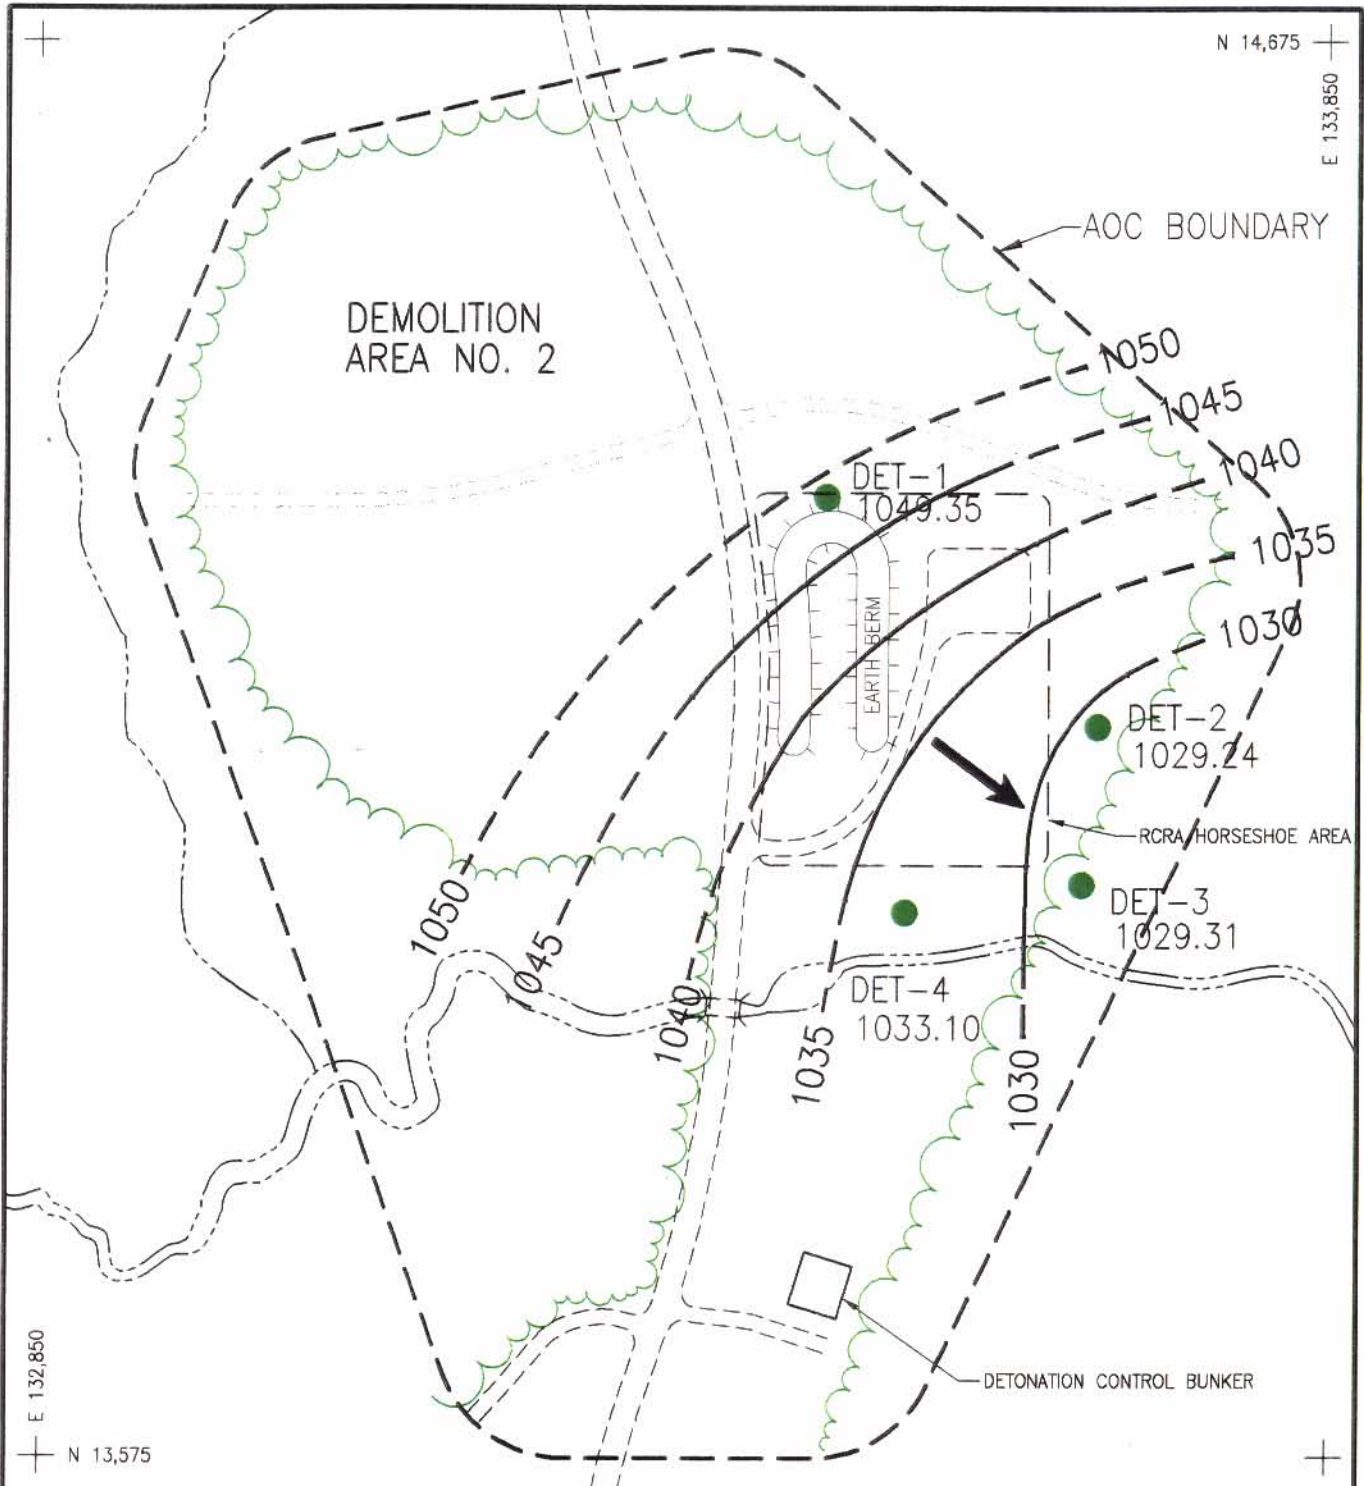 N 14,675
E 133,850
AOC BOUNDARY
DEMOLITION
AREA NO. 2
1050
1045
1040
1035
1030
DET-1
1049.35
EARTH BERM
DET-2
1029.24
RCRA HORSESHOE AREA
DET-3
1029.31
DET-4
1033.10
1050
1045
1040
1035
1030
DETONATION CONTROL BUNKER
E 132,850
N 13,575